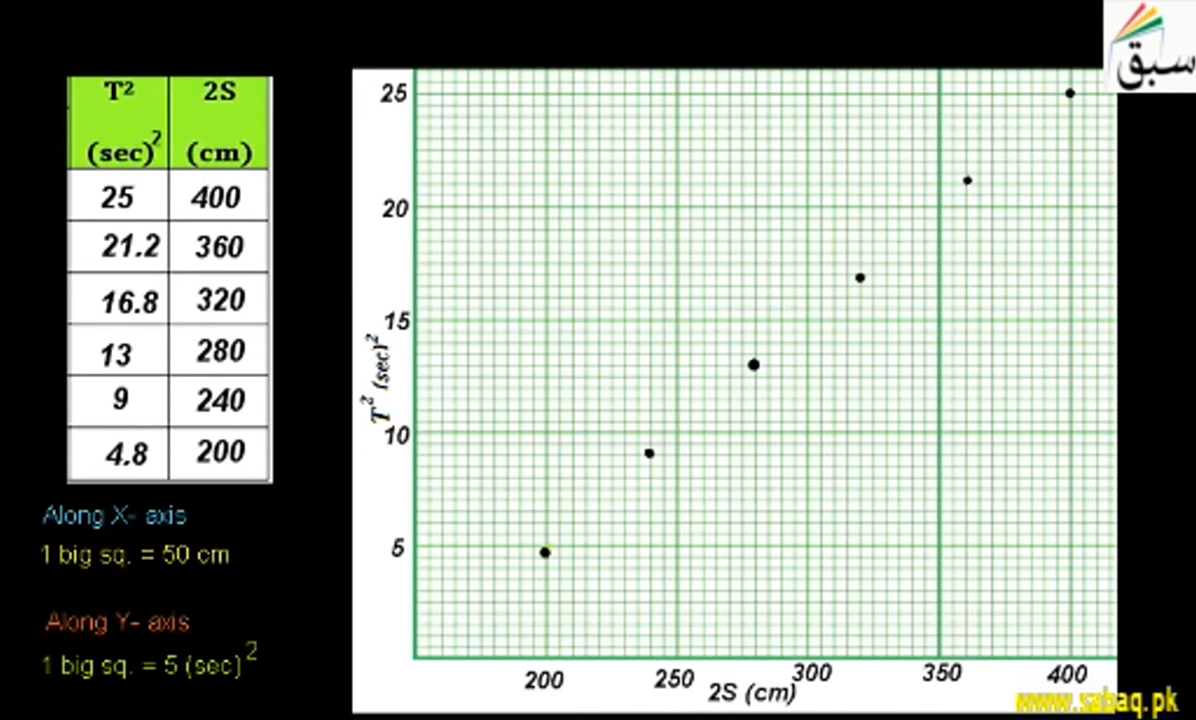 سبق
T² 2S
(sec)² (cm)
25 400
21.2 360
16.8 320
13 280
9 240
4.8 200
Along X- axis
1 big sq. = 50 cm
Along Y- axis
1 big sq. = 5 (sec)²
25
20
15
10
5
T² (sec)²
200 250 300 350 400
2S (cm)
www.sabaq.pk